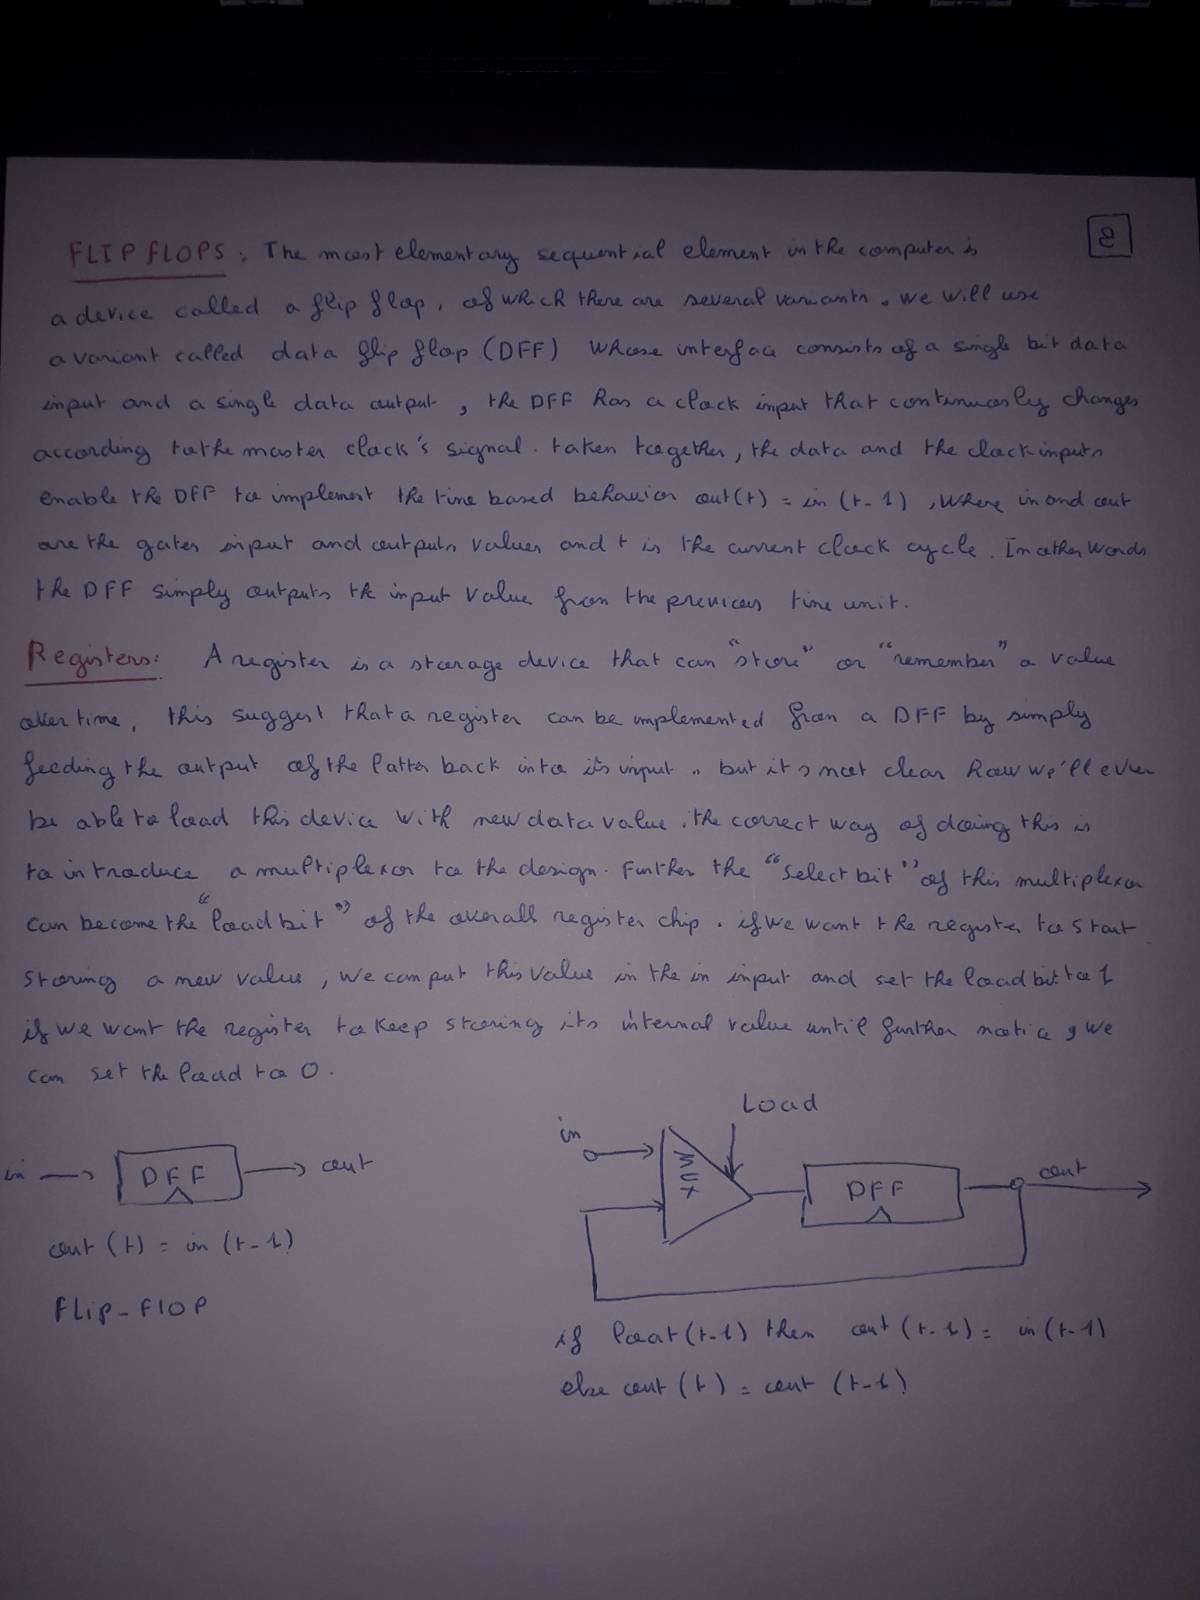 2
FLIP FLOPS : The most elementary sequential element in the computer is
a device called a flip flop, of which there are several variants. we will use
a variant called data flip flop (DFF) whose interface consists of a single bit data
input and a single data output, the DFF has a clock input that continuously changes
according to the master clock's signal. taken together, the data and the clock inputs
enable the DFF to implement the time based behavior out(t) = in (t-1), where in and out
are the gates input and outputs values and t is the current clock cycle. In other words
the DFF simply outputs the input value from the previous time unit.
Registers: A register is a storage device that can "store" or "remember" a value
over time, this suggest that a register can be implemented from a DFF by simply
feeding the output of the latter back into its input.. but it's not clear how we'll ever
be able to load this device with new data value. the correct way of doing this is
to introduce a multiplexor to the design. Further the "select bit" of this multiplexor
can become the "load bit" of the overall register chip. if we want the register to start
storing a new value, we can put this value in the in input and set the load bit to 1
if we want the register to keep storing its internal value until further notice, we
can set the load to 0.
in DFF out
out (t) = in (t-1)
FLip-FlOP
Load
in MUX DFF out
if loat(t-1) then out (t-1) = in (t-1)
else out (t) = out (t-1)